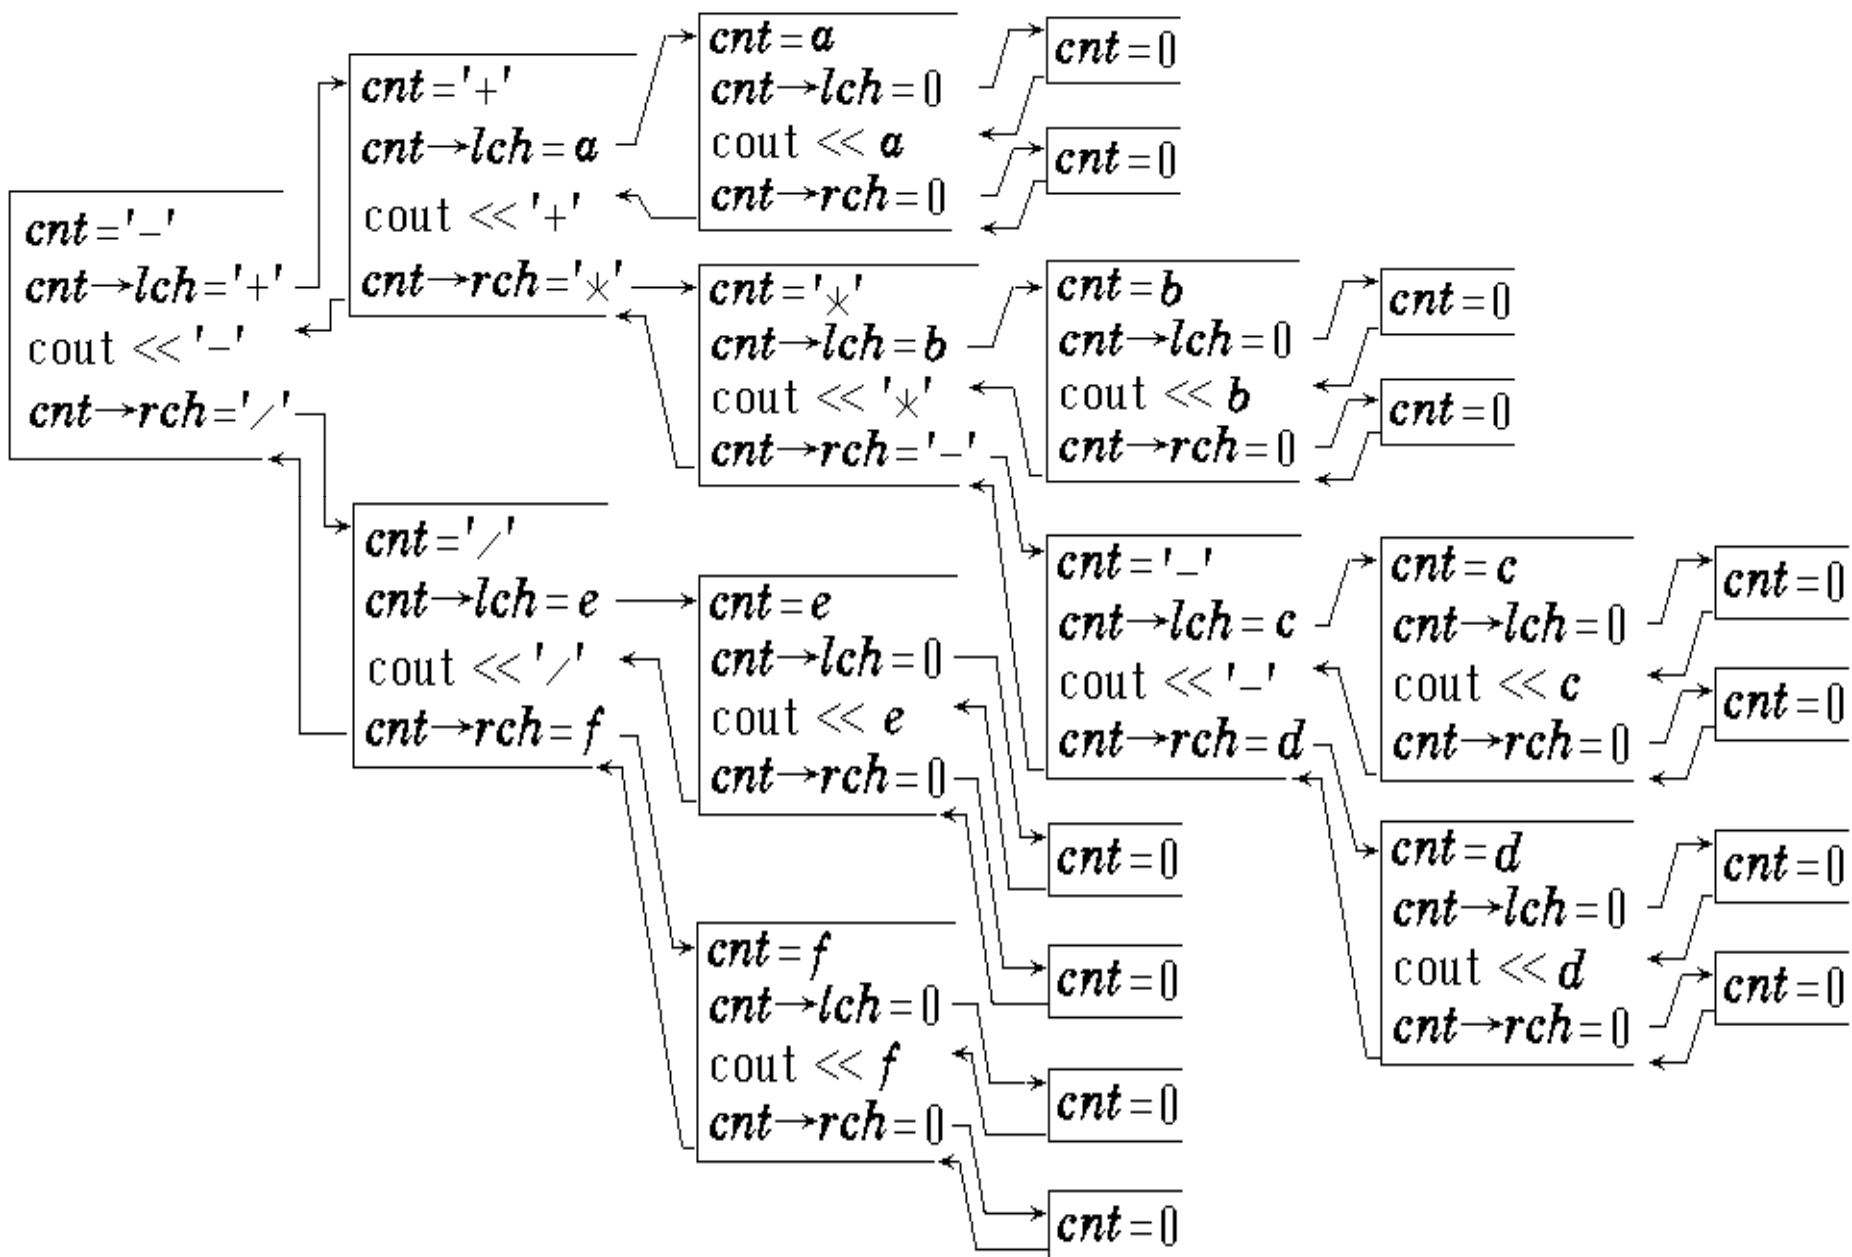 cnt='−'
cnt→lch='+'
cout << '−'
cnt→rch='/'
cnt='+'
cnt→lch=a
cout << '+'
cnt→rch='*'
cnt=a
cnt→lch=0
cout << a
cnt→rch=0
cnt=0
cnt=0
cnt='*'
cnt→lch=b
cout << '*'
cnt→rch='−'
cnt=b
cnt→lch=0
cout << b
cnt→rch=0
cnt=0
cnt=0
cnt='−'
cnt→lch=c
cout << '−'
cnt→rch=d
cnt=c
cnt→lch=0
cout << c
cnt→rch=0
cnt=0
cnt=0
cnt=d
cnt→lch=0
cout << d
cnt→rch=0
cnt=0
cnt=0
cnt='/'
cnt→lch=e
cout << '/'
cnt→rch=f
cnt=e
cnt→lch=0
cout << e
cnt→rch=0
cnt=0
cnt=0
cnt=f
cnt→lch=0
cout << f
cnt→rch=0
cnt=0
cnt=0